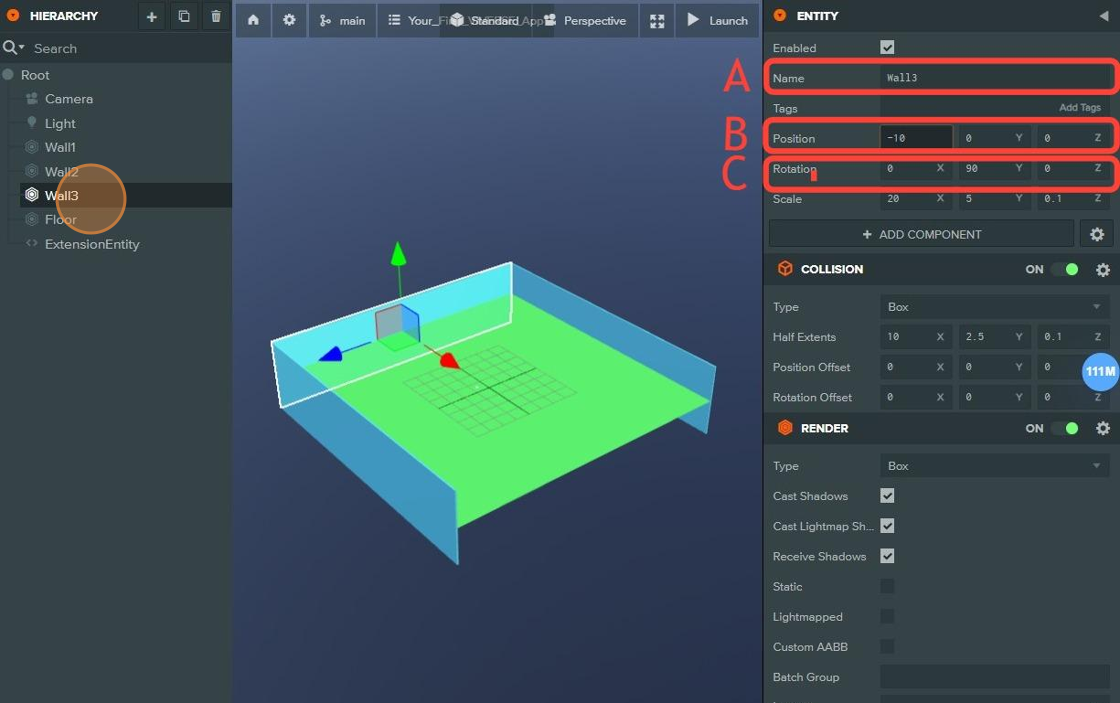 HIERARCHY
Search
Root
Camera
Light
Wall1
Wall2
Wall3
Floor
ExtensionEntity
main
Standard
Perspective
Launch
A
B
C
ENTITY
Enabled
Name Wall3
Tags Add Tags
Position -10 0 Y 0 Z
Rotation 0 X 90 Y 0 Z
Scale 20 X 5 Y 0.1 Z
+ ADD COMPONENT
COLLISION ON
Type Box
Half Extents 10 X 2.5 Y 0.1 Z
Position Offset 0 X 0 Y 0
111M
Rotation Offset 0 X 0 Y 0 Z
RENDER ON
Type Box
Cast Shadows
Cast Lightmap Sh...
Receive Shadows
Static
Lightmapped
Custom AABB
Batch Group